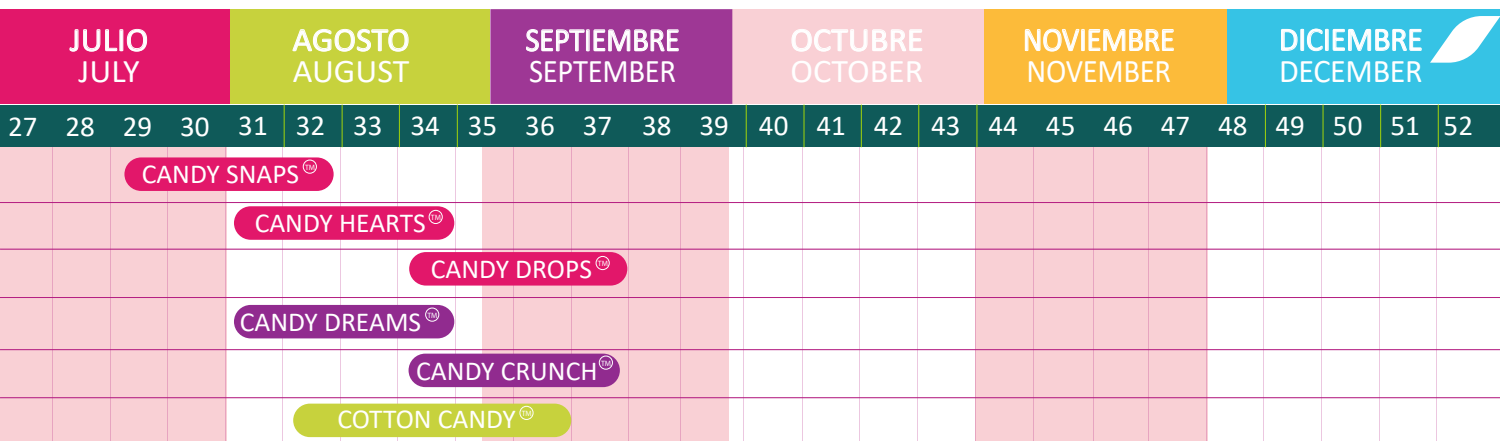 JULIO AGOSTO SEPTIEMBRE OCTUBRE NOVIEMBRE DICIEMBRE
JULY AUGUST SEPTEMBER OCTOBER NOVEMBER DECEMBER
27 28 29 30 31 32 33 34 35 36 37 38 39 40 41 42 43 44 45 46 47 48 49 50 51 52
CANDY SNAPS™
CANDY HEARTS™
CANDY DROPS™
CANDY DREAMS™
CANDY CRUNCH™
COTTON CANDY™